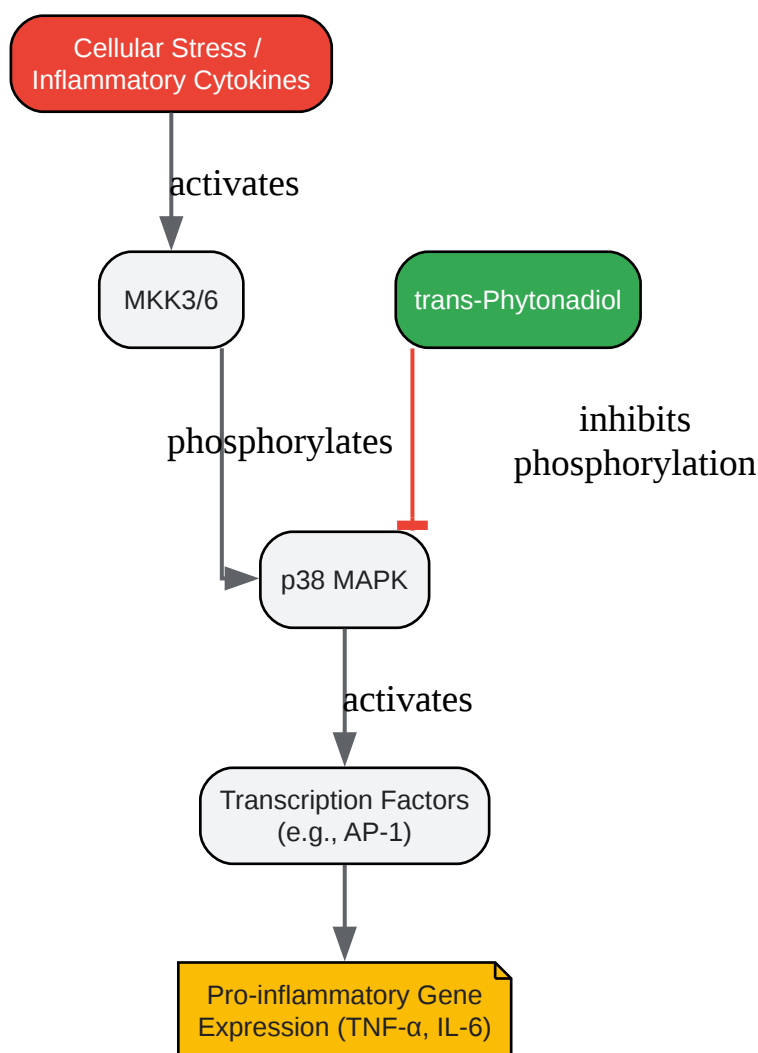 Cellular Stress /
Inflammatory Cytokines
activates
MKK3/6
trans-Phytonadiol
phosphorylates
inhibits
phosphorylation
p38 MAPK
activates
Transcription Factors
(e.g., AP-1)
Pro-inflammatory Gene
Expression (TNF-α, IL-6)